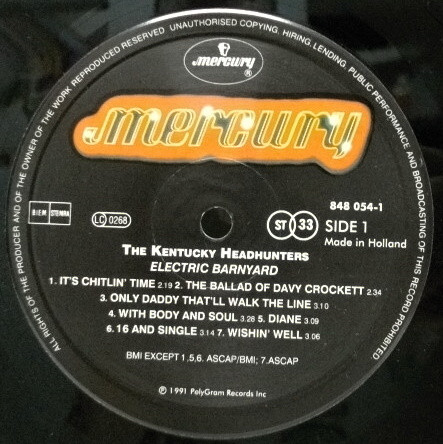 ALL RIGHTS OF THE PRODUCER AND OF THE OWNER OF THE WORK REPRODUCED RESERVED UNAUTHORISED COPYING, HIRING, LENDING, PUBLIC PERFORMANCE AND BROADCASTING OF THIS RECORD PROHIBITED
mercury
®
mercury
848 054-1
BIEM STEMRA
LC 0268
ST 33 SIDE 1
Made in Holland
THE KENTUCKY HEADHUNTERS
ELECTRIC BARNYARD
1. IT'S CHITLIN' TIME 2.19 2. THE BALLAD OF DAVY CROCKETT 2.34
3. ONLY DADDY THAT'LL WALK THE LINE 3.10
4. WITH BODY AND SOUL 3.28 5. DIANE 3.09
6. 16 AND SINGLE 3.14 7. WISHIN' WELL 3.06
BMI EXCEPT 1.5.6. ASCAP/BMI; 7.ASCAP
℗ 1991 PolyGram Records Inc